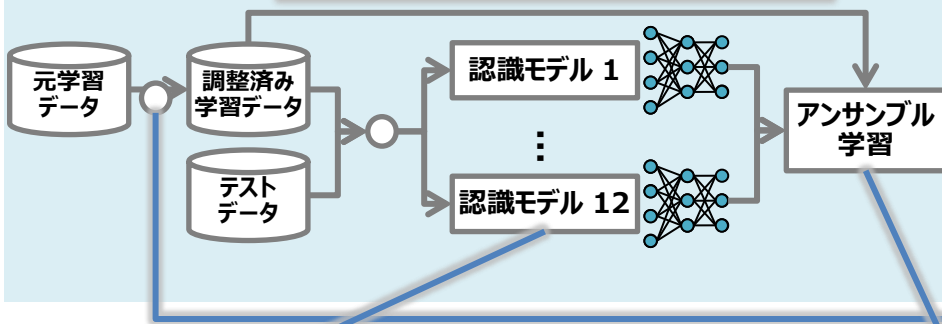 元学習
データ
調整済み
学習データ
テスト
データ
認識モデル 1
⋮
認識モデル 12
アンサンブル
学習